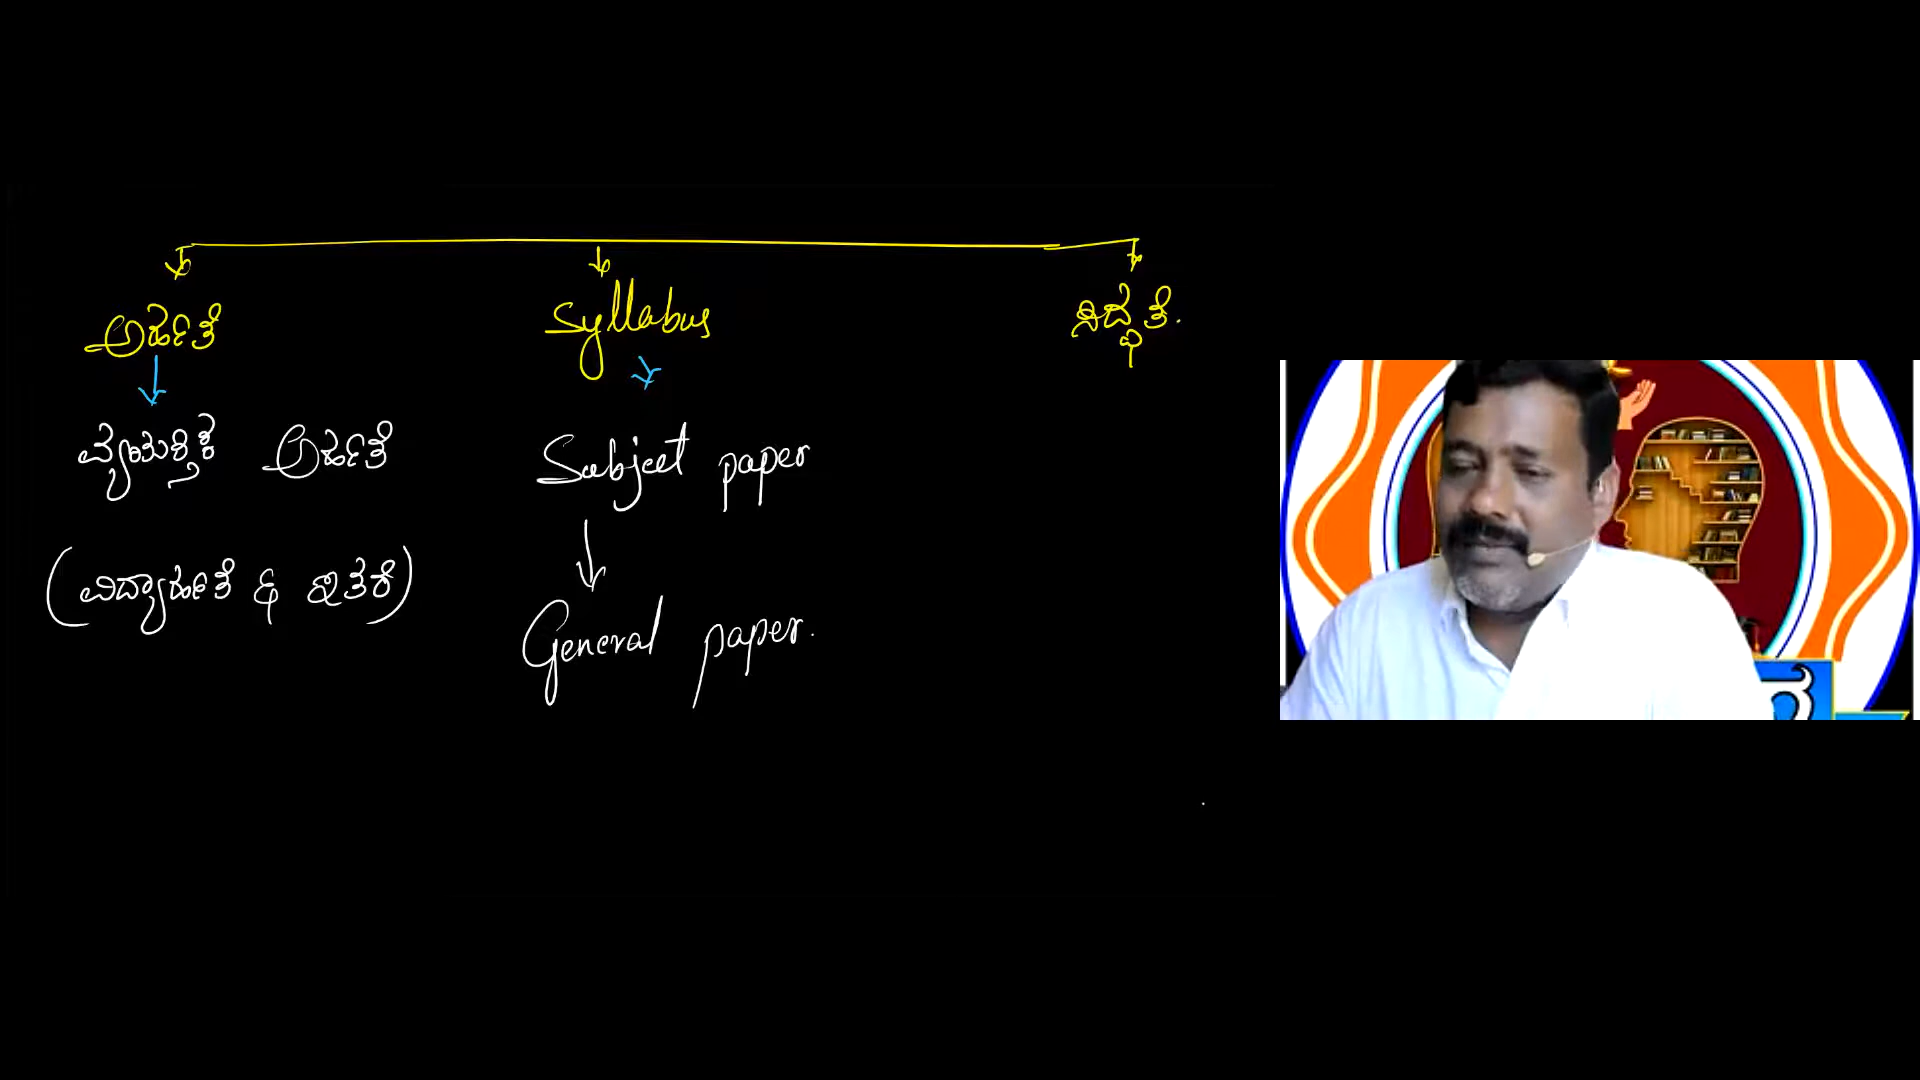 ಅರ್ಹತೆ syllabus ಸಿದ್ಧತೆ.
ವೈಯಕ್ತಿಕ ಅರ್ಹತೆ Subject paper
(ವಿದ್ಯಾರ್ಹತೆ & ಇತರೆ) General paper.
ರ